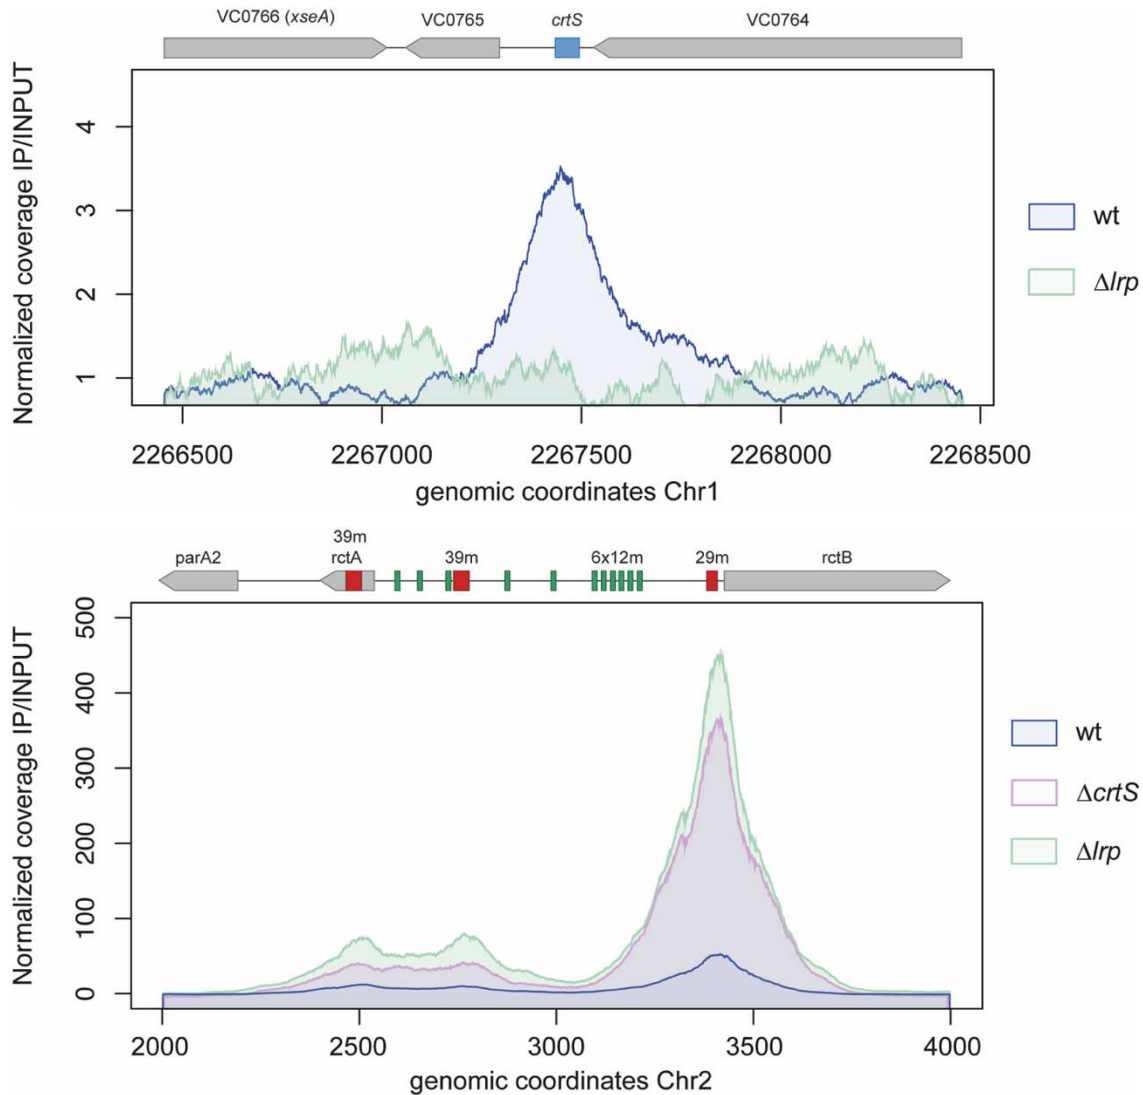 VC0766 (xseA) VC0765 crtS VC0764
Normalized coverage IP/INPUT
4
3
2
1
wt
Δlrp
2266500 2267000 2267500 2268000 2268500
genomic coordinates Chr1
39m
parA2 rctA 39m 6x12m 29m rctB
Normalized coverage IP/INPUT
500
400
300
200
100
0
wt
ΔcrtS
Δlrp
2000 2500 3000 3500 4000
genomic coordinates Chr2